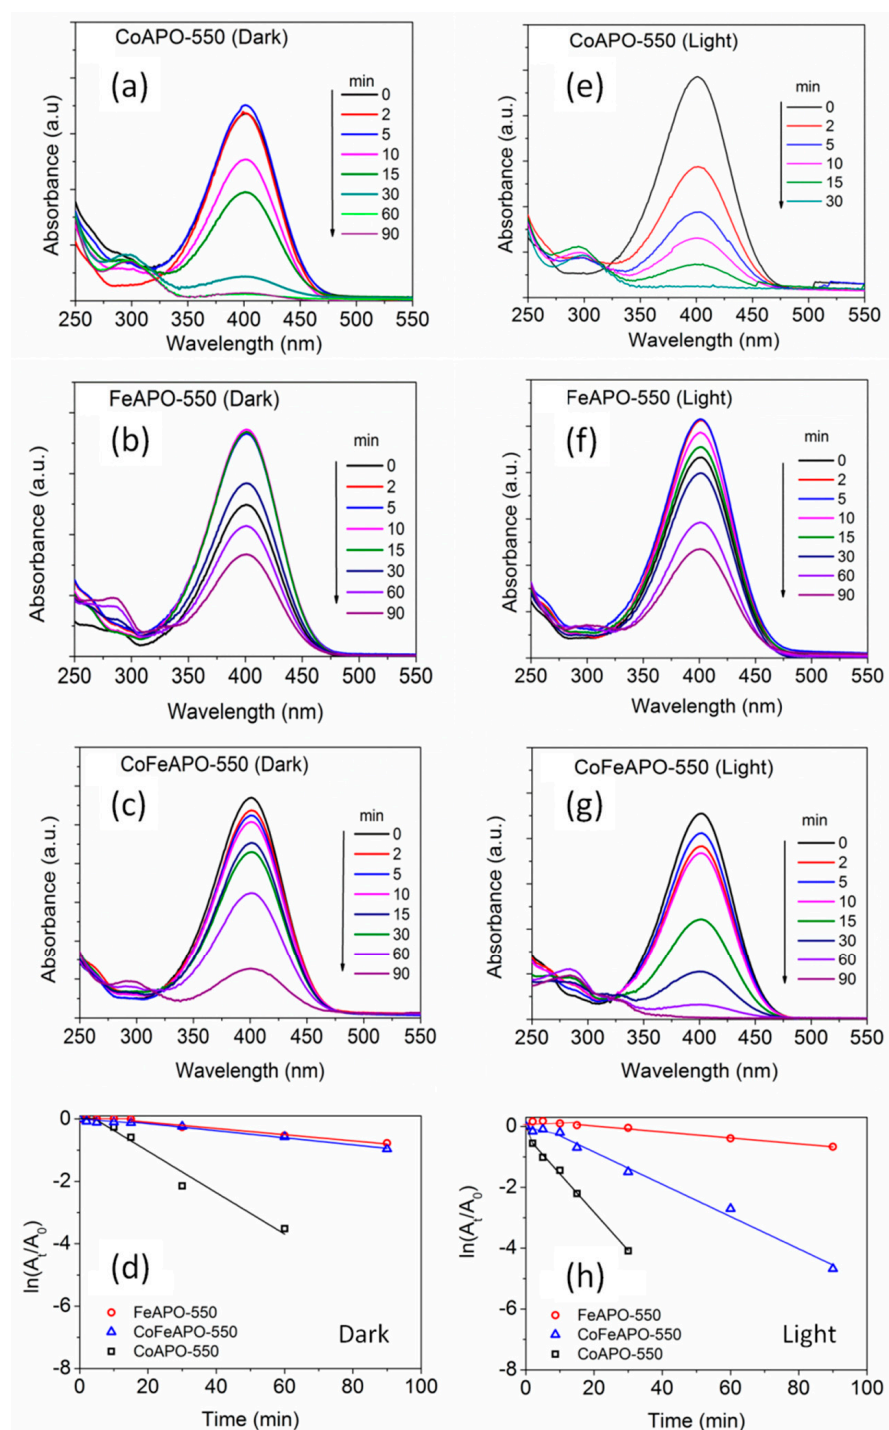 CoAPO-550 (Dark)
(a)
min
0
2
5
10
15
30
60
90
Absorbance (a.u)
250 300 350 400 450 500 550
Wavelength (nm)
CoAPO-550 (Light)
(e)
min
0
2
5
10
15
30
Absorbance (a.u.)
250 300 350 400 450 500 550
Wavelength (nm)
FeAPO-550 (Dark)
(b)
min
0
2
5
10
15
30
60
90
Absorbance (a.u.)
250 300 350 400 450 500 550
Wavelength (nm)
FeAPO-550 (Light)
(f)
min
0
2
5
10
15
30
60
90
Absorbance (a.u.)
250 300 350 400 450 500 550
Wavelength (nm)
CoFeAPO-550 (Dark)
(c)
min
0
2
5
10
15
30
60
90
Absorbance (a.u.)
250 300 350 400 450 500 550
Wavelength (nm)
CoFeAPO-550 (Light)
(g)
min
0
5
2
10
15
30
60
90
Absorbance (a.u.)
250 300 350 400 450 500 550
Wavelength (nm)
0
-2
-4
-6
-8
ln(At/A0)
(d)
FeAPO-550
CoFeAPO-550
CoAPO-550
Dark
0 20 40 60 80 100
Time (min)
0
-2
-4
-6
-8
ln(At/A0)
(h)
FeAPO-550
CoFeAPO-550
CoAPO-550
Light
0 20 40 60 80 100
Time (min)